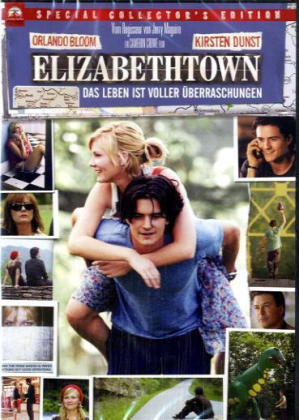 SPECIAL COLLECTOR'S EDITION
Vom Regisseur von Jerry Maguire
ORLANDO BLOOM
KIRSTEN DUNST
EIN CAMERON CROWE FILM
ELIZABETHTOWN
DAS LEBEN IST VOLLER ÜBERRASCHUNGEN